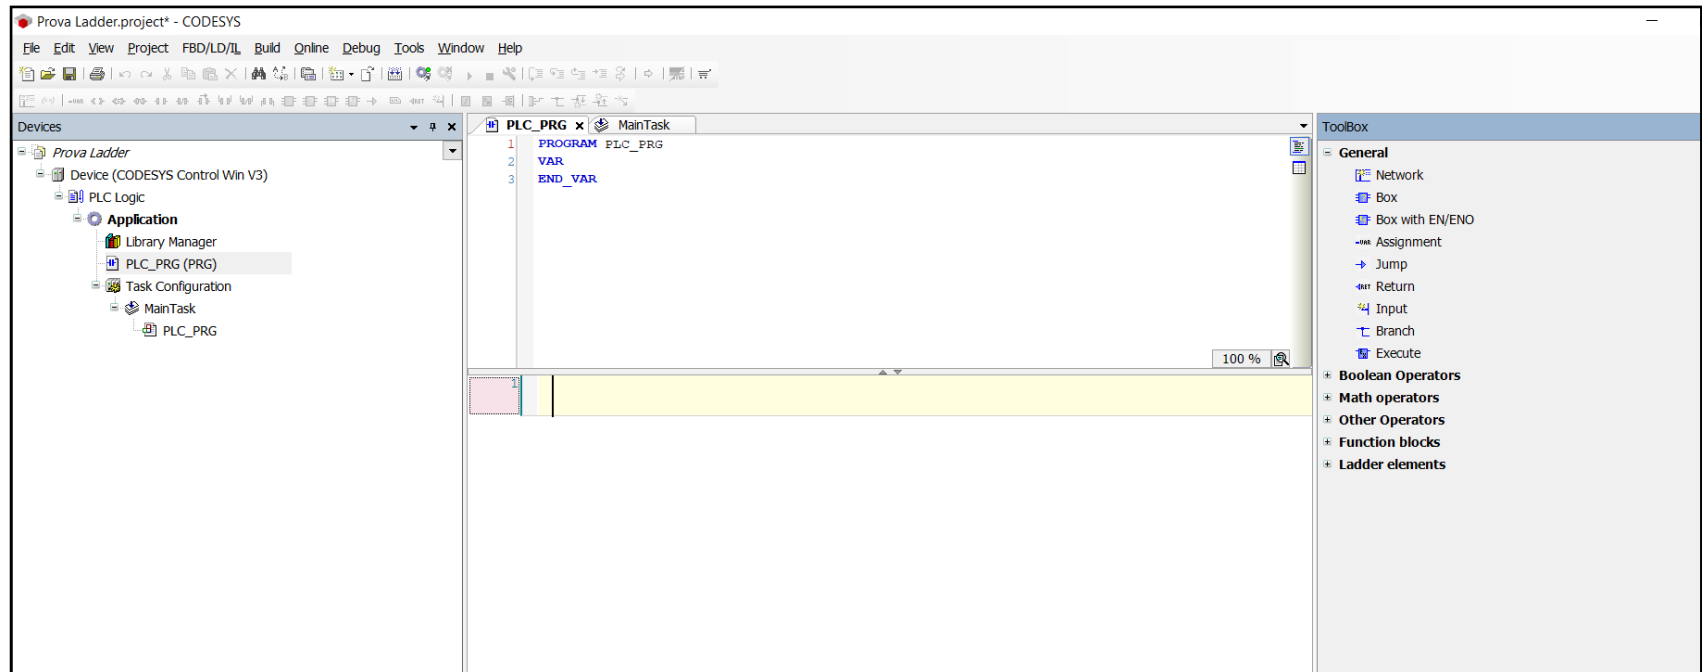 Prova Ladder.project* - CODESYS
File Edit View Project FBD/LD/IL Build Online Debug Tools Window Help
Devices
Prova Ladder
Device (CODESYS Control Win V3)
PLC Logic
Application
Library Manager
PLC_PRG (PRG)
Task Configuration
MainTask
PLC_PRG
PLC_PRG MainTask
1 PROGRAM PLC_PRG
2 VAR
3 END_VAR
100 %
1
ToolBox
General
Network
Box
Box with EN/ENO
Assignment
Jump
Return
Input
Branch
Execute
Boolean Operators
Math operators
Other Operators
Function blocks
Ladder elements